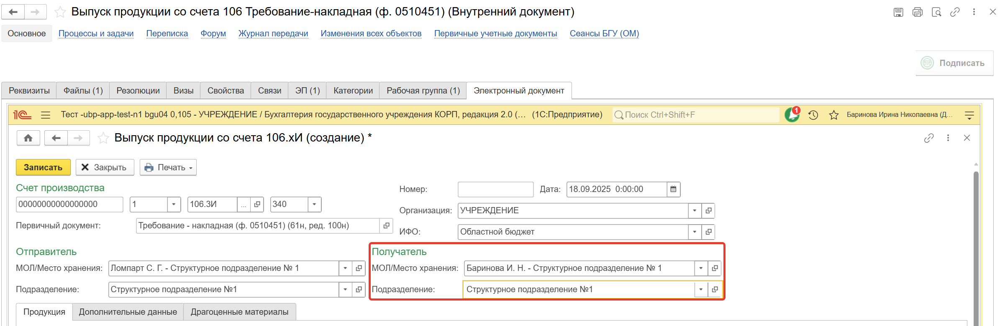 Выпуск продукции со счета 106 Требование-накладная (ф. 0510451) (Внутренний документ)
Основное Процессы и задачи Переписка Форум Журнал передачи Изменения всех объектов Первичные учетные документы Сеансы БГУ (ОМ)
Подписать
Реквизиты Файлы (1) Резолюции Визы Свойства Связи ЭП (1) Категории Рабочая группа (1) Электронный документ
1С Тест -ubp-app-test-n1 bgu04 0,105 - УЧРЕЖДЕНИЕ / Бухгалтерия государственного учреждения КОРП, редакция 2.0 (... (1С:Предприятие) Поиск Ctrl+Shift+F 1 Баринова Ирина Николаевна (Д...
Выпуск продукции со счета 106.хИ (создание) *
Записать Закрыть Печать
Счет производства Номер: Дата: 18.09.2025 0:00:00
00000000000000000 1 106.3И ... 340
Организация: УЧРЕЖДЕНИЕ
Первичный документ: Требование - накладная (ф. 0510451) (61н, ред. 100н)
ИФО: Областной бюджет
Отправитель Получатель
МОЛ/Место хранения: Ломпарт С. Г. - Структурное подразделение № 1 МОЛ/Место хранения: Баринова И. Н. - Структурное подразделение № 1
Подразделение: Структурное подразделение №1 Подразделение: Структурное подразделение №1
Продукция Дополнительные данные Драгоценные материалы